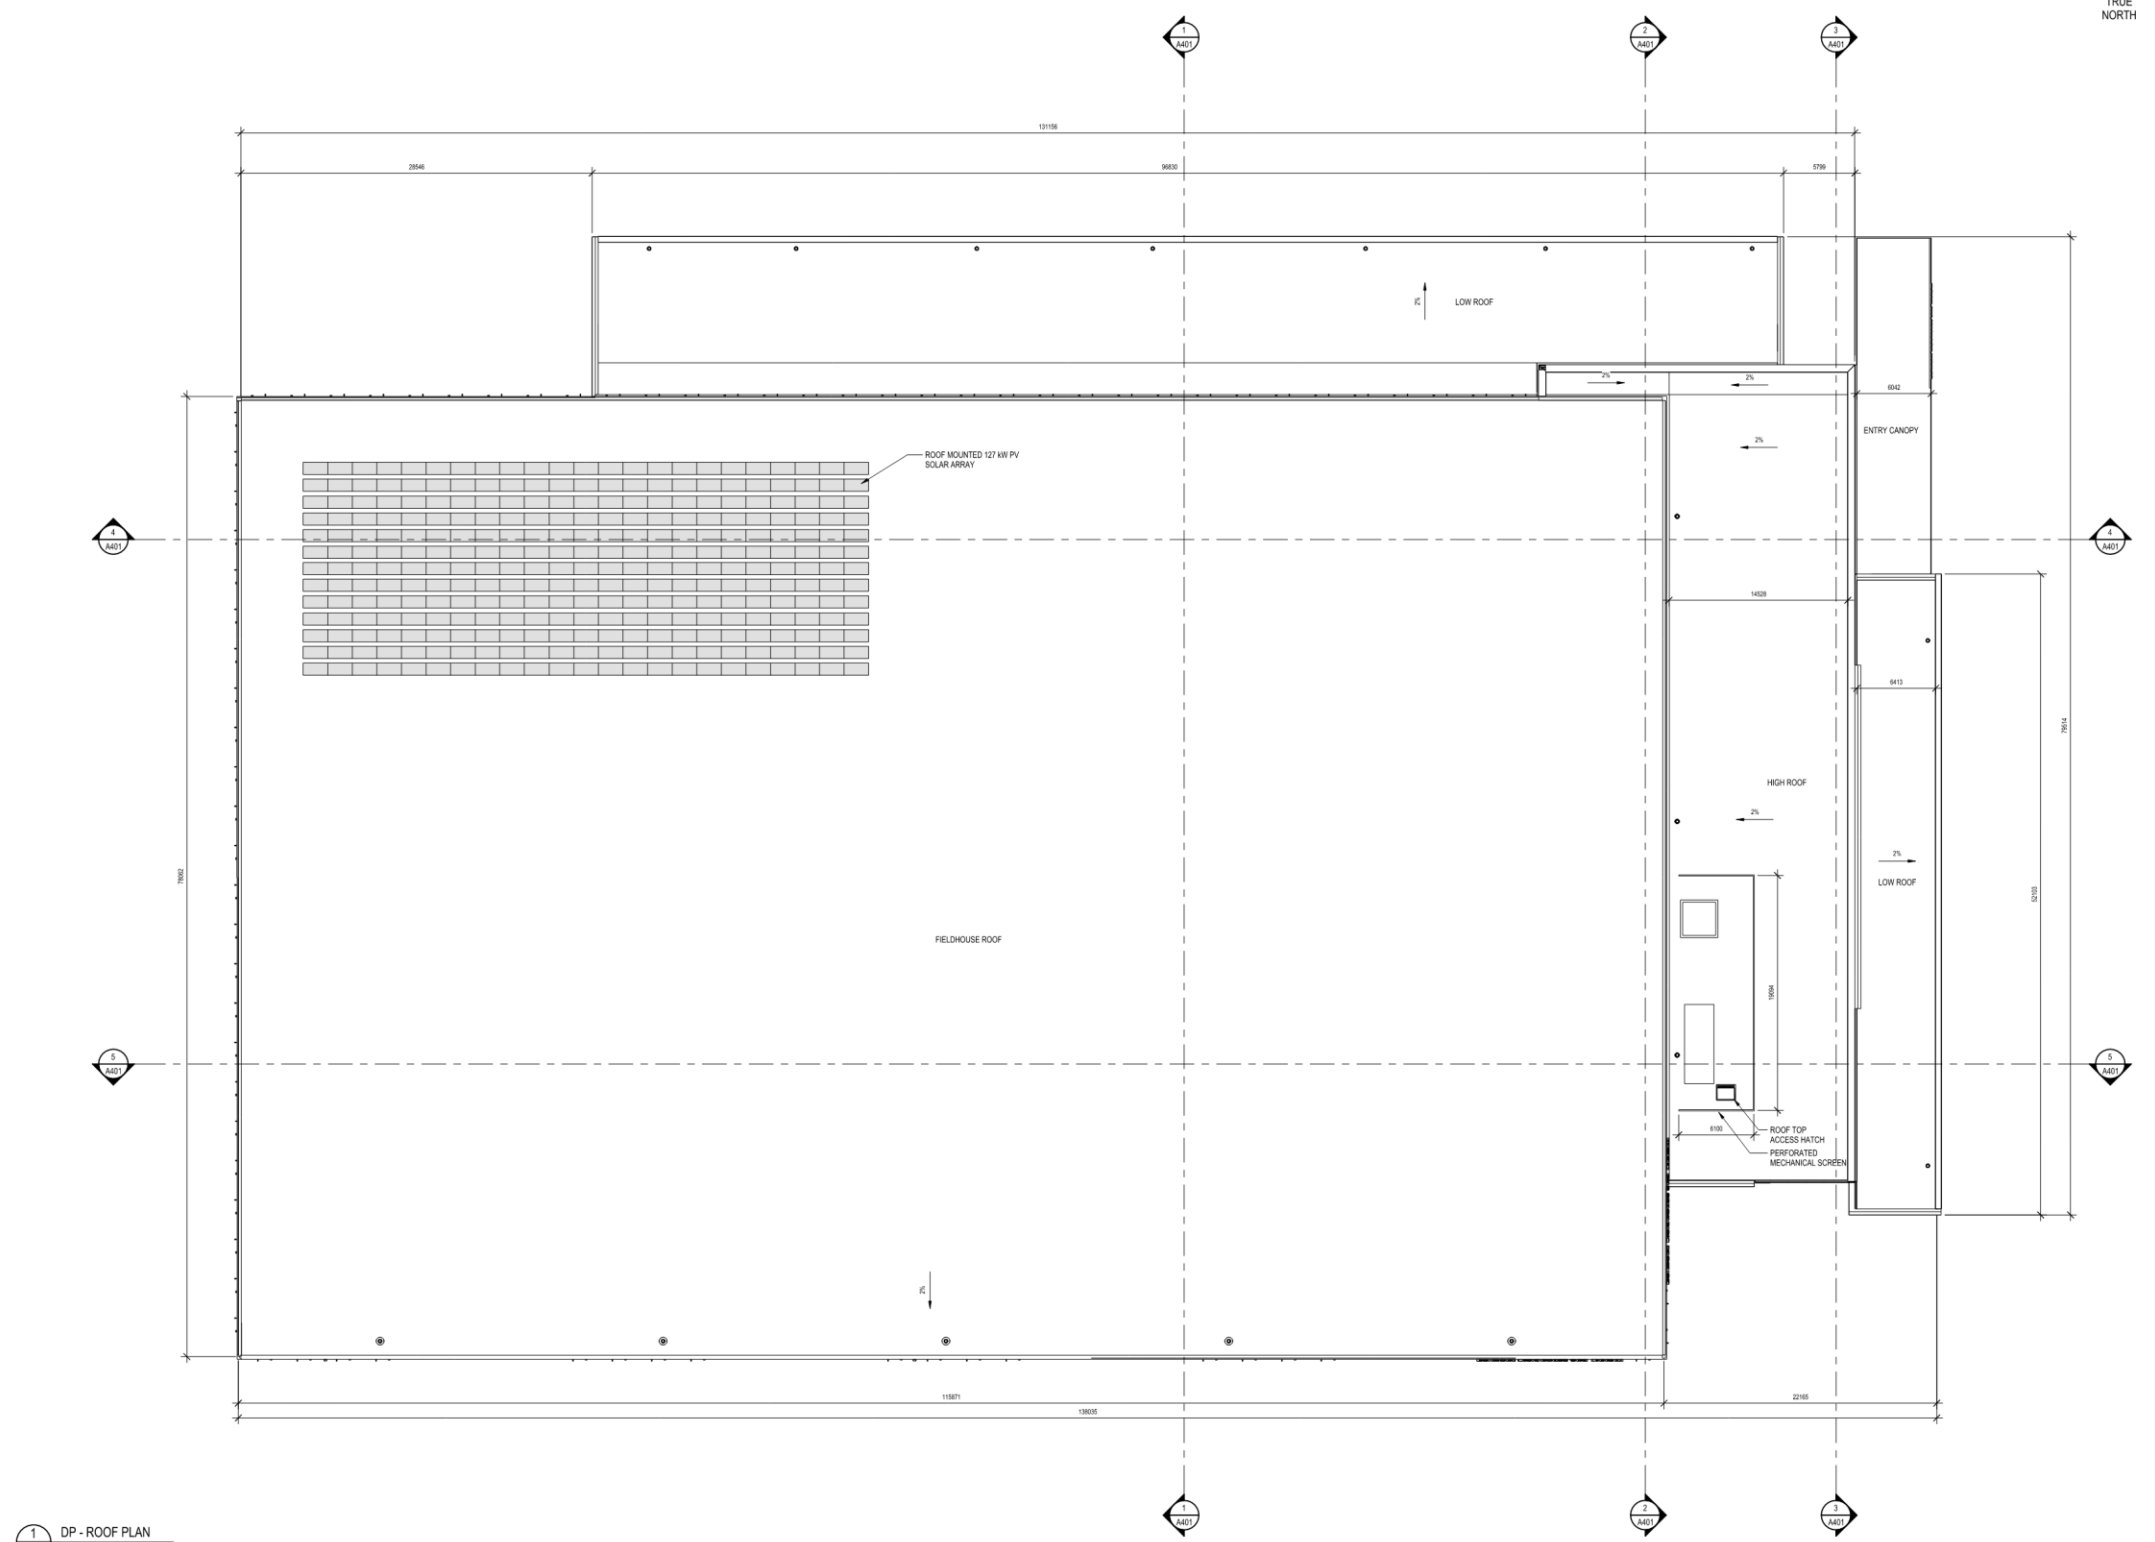 TRUE
NORTH
1
A401
2
A401
3
A401
131156
28546
96830
5799
2%
LOW ROOF
2%
2%
6042
ENTRY CANOPY
2%
ROOF MOUNTED 127 kW PV
SOLAR ARRAY
4
A401
4
A401
14528
6413
79514
HIGH ROOF
2%
2%
LOW ROOF
78062
52103
FIELDHOUSE ROOF
19094
5
A401
5
A401
6100
ROOF TOP
ACCESS HATCH
PERFORATED
MECHANICAL SCREEN
2%
115871
22165
138035
1
A401
2
A401
3
A401
1
DP - ROOF PLAN